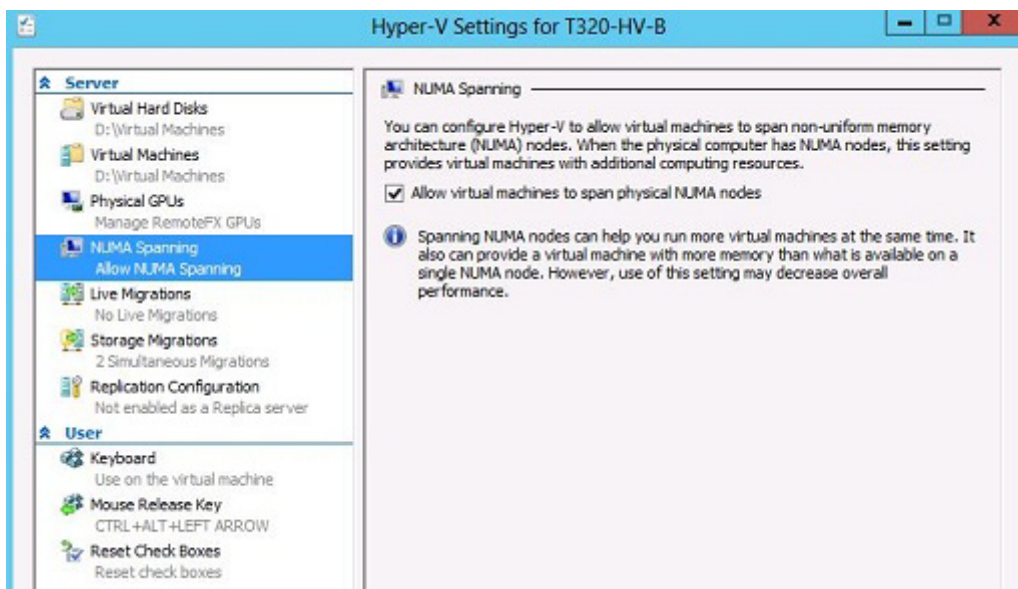 Hyper-V Settings for T320-HV-B
Server
Virtual Hard Disks
D:\Virtual Machines
Virtual Machines
D:\Virtual Machines
Physical GPUs
Manage RemoteFX GPUs
NUMA Spanning
Allow NUMA Spanning
Live Migrations
No Live Migrations
Storage Migrations
2 Simultaneous Migrations
Replication Configuration
Not enabled as a Replica server
User
Keyboard
Use on the virtual machine
Mouse Release Key
CTRL+ALT+LEFT ARROW
Reset Check Boxes
Reset check boxes
NUMA Spanning
You can configure Hyper-V to allow virtual machines to span non-uniform memory
architecture (NUMA) nodes. When the physical computer has NUMA nodes, this setting
provides virtual machines with additional computing resources.
Allow virtual machines to span physical NUMA nodes
Spanning NUMA nodes can help you run more virtual machines at the same time. It
also can provide a virtual machine with more memory than what is available on a
single NUMA node. However, use of this setting may decrease overall
performance.